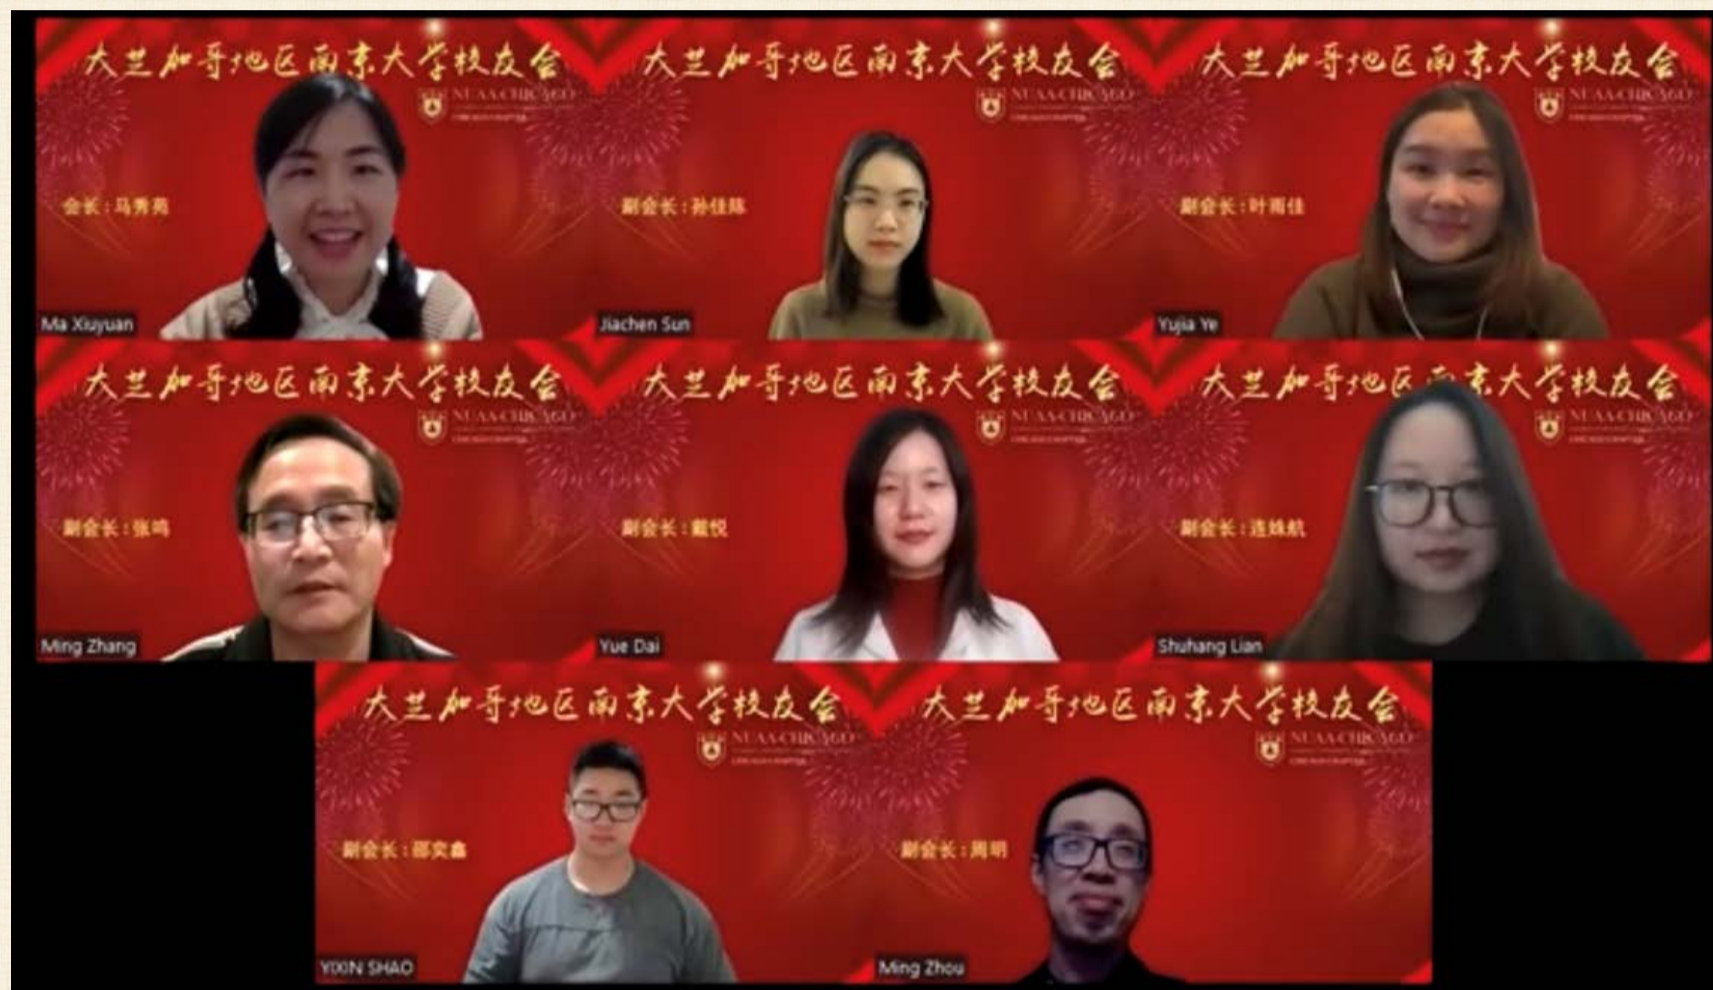 大芝加哥地区南京大学校友会
NUAA-CHICAGO
会长：马秀苑
Ma Xiuyuan
大芝加哥地区南京大学校友会
NUAA-CHICAGO
副会长：孙佳陈
Jiachen Sun
大芝加哥地区南京大学校友会
NUAA-CHICAGO
副会长：叶雨佳
Yujia Ye
大芝加哥地区南京大学校友会
NUAA-CHICAGO
副会长：张鸣
Ming Zhang
大芝加哥地区南京大学校友会
NUAA-CHICAGO
副会长：戴悦
Yue Dai
大芝加哥地区南京大学校友会
NUAA-CHICAGO
副会长：连姝航
Shuhang Lian
大芝加哥地区南京大学校友会
NUAA-CHICAGO
副会长：邵奕鑫
YIXIN SHAO
大芝加哥地区南京大学校友会
NUAA-CHICAGO
副会长：周明
Ming Zhou